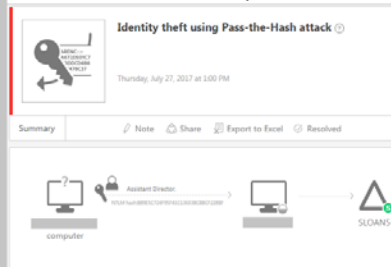 Identity theft using Pass-the-Hash attack
Thursday, July 27, 2017 at 1:00 PM
Summary
Note
Share
Export to Excel
Resolved
Assistant Director:
computer
SLOANS